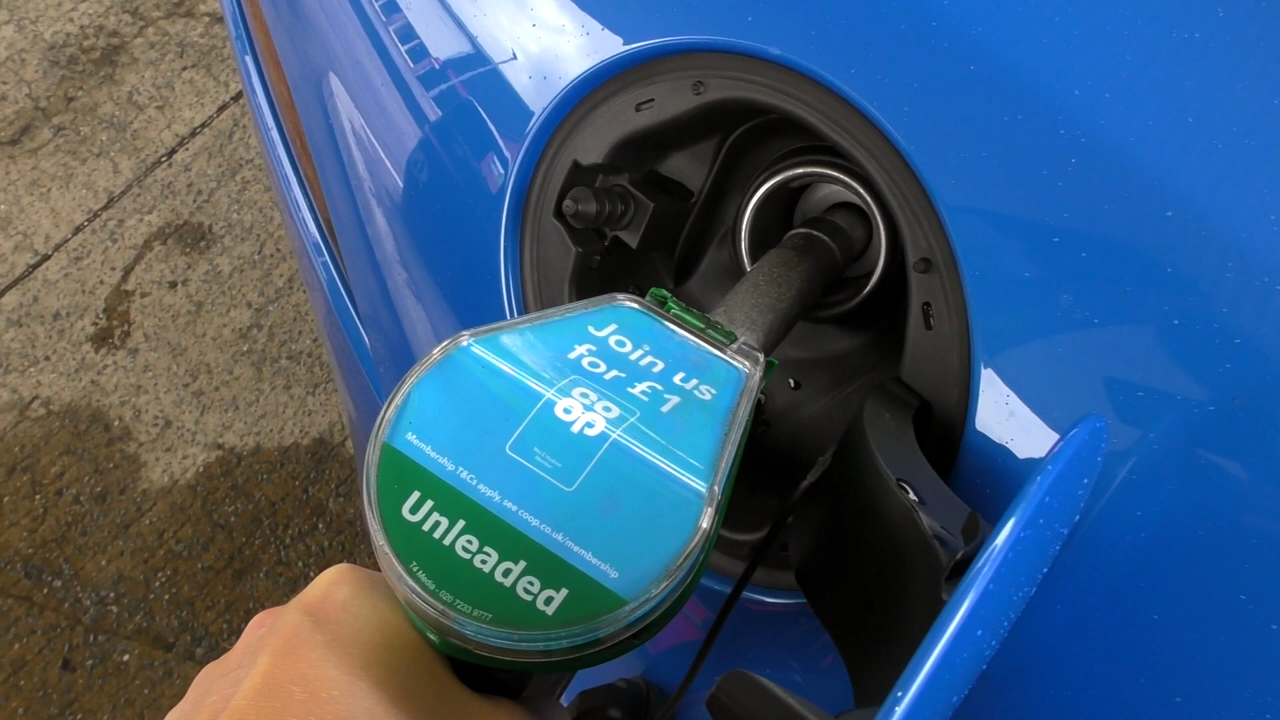 Join us
for £1
co
op
Membership T&Cs apply, see coop.co.uk/membership
Unleaded
T4 Media - 020 7233 9777